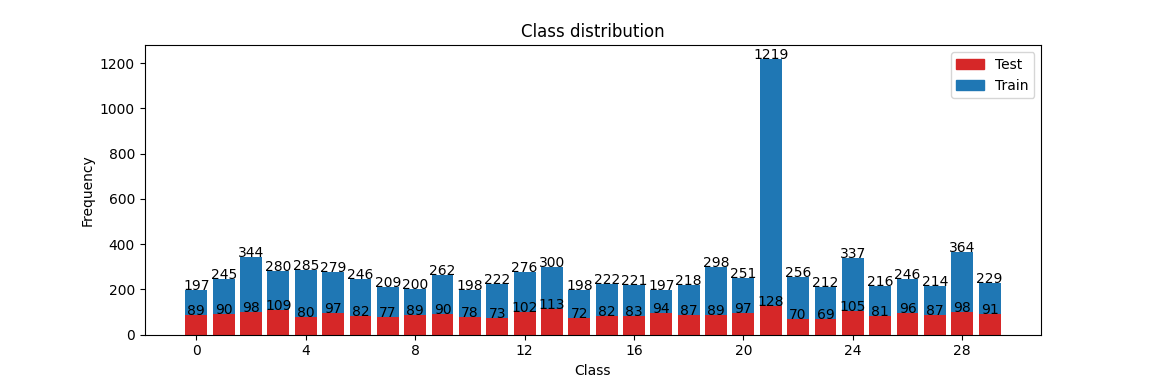 Class distribution
Test
Train
Frequency
1200
1000
800
600
400
200
0
197 245 344 280 285 279 246 209 200 262 198 222 276 300 198 222 221 197 218 298 251 1219 256 212 337 216 246 214 364 229
89 90 98 109 80 97 82 77 89 90 78 73 102 113 72 82 83 94 87 89 97 128 70 69 105 81 96 87 98 91
0 4 8 12 16 20 24 28
Class